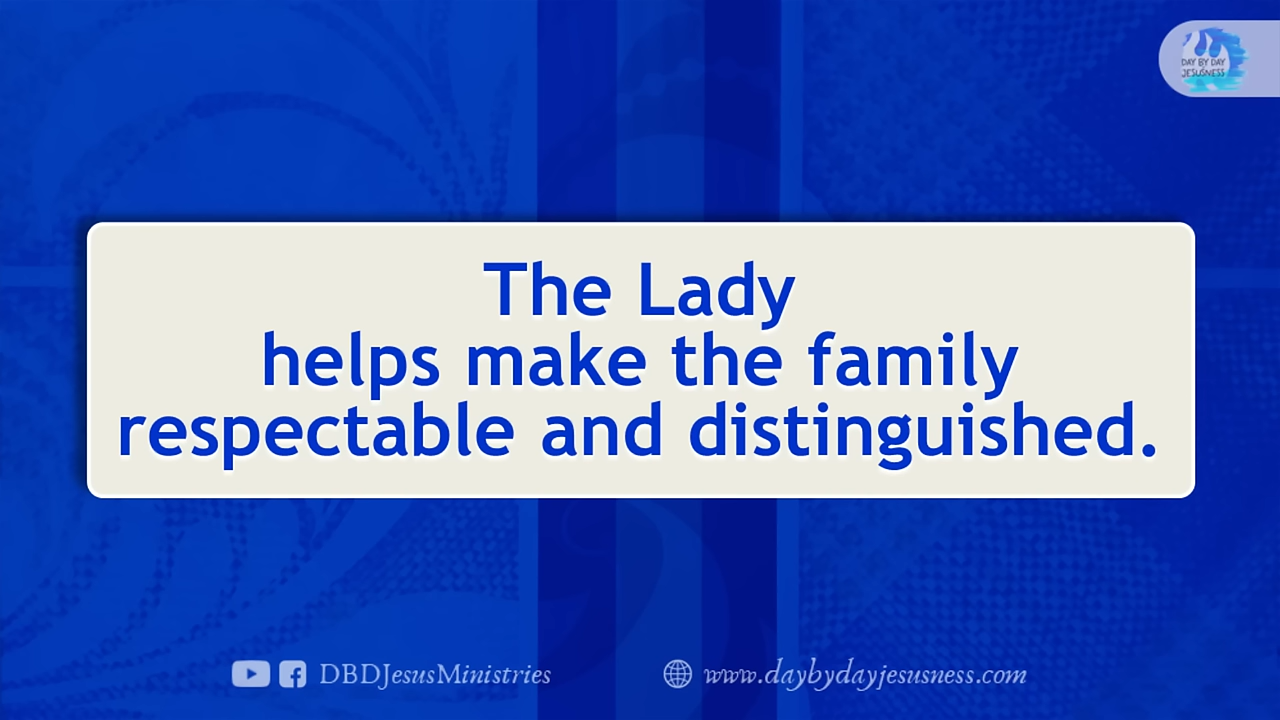 DAY BY DAY
JESUSNESS
The Lady
helps make the family
respectable and distinguished.
DBDJesusMinistries
www.daybydayjesusness.com